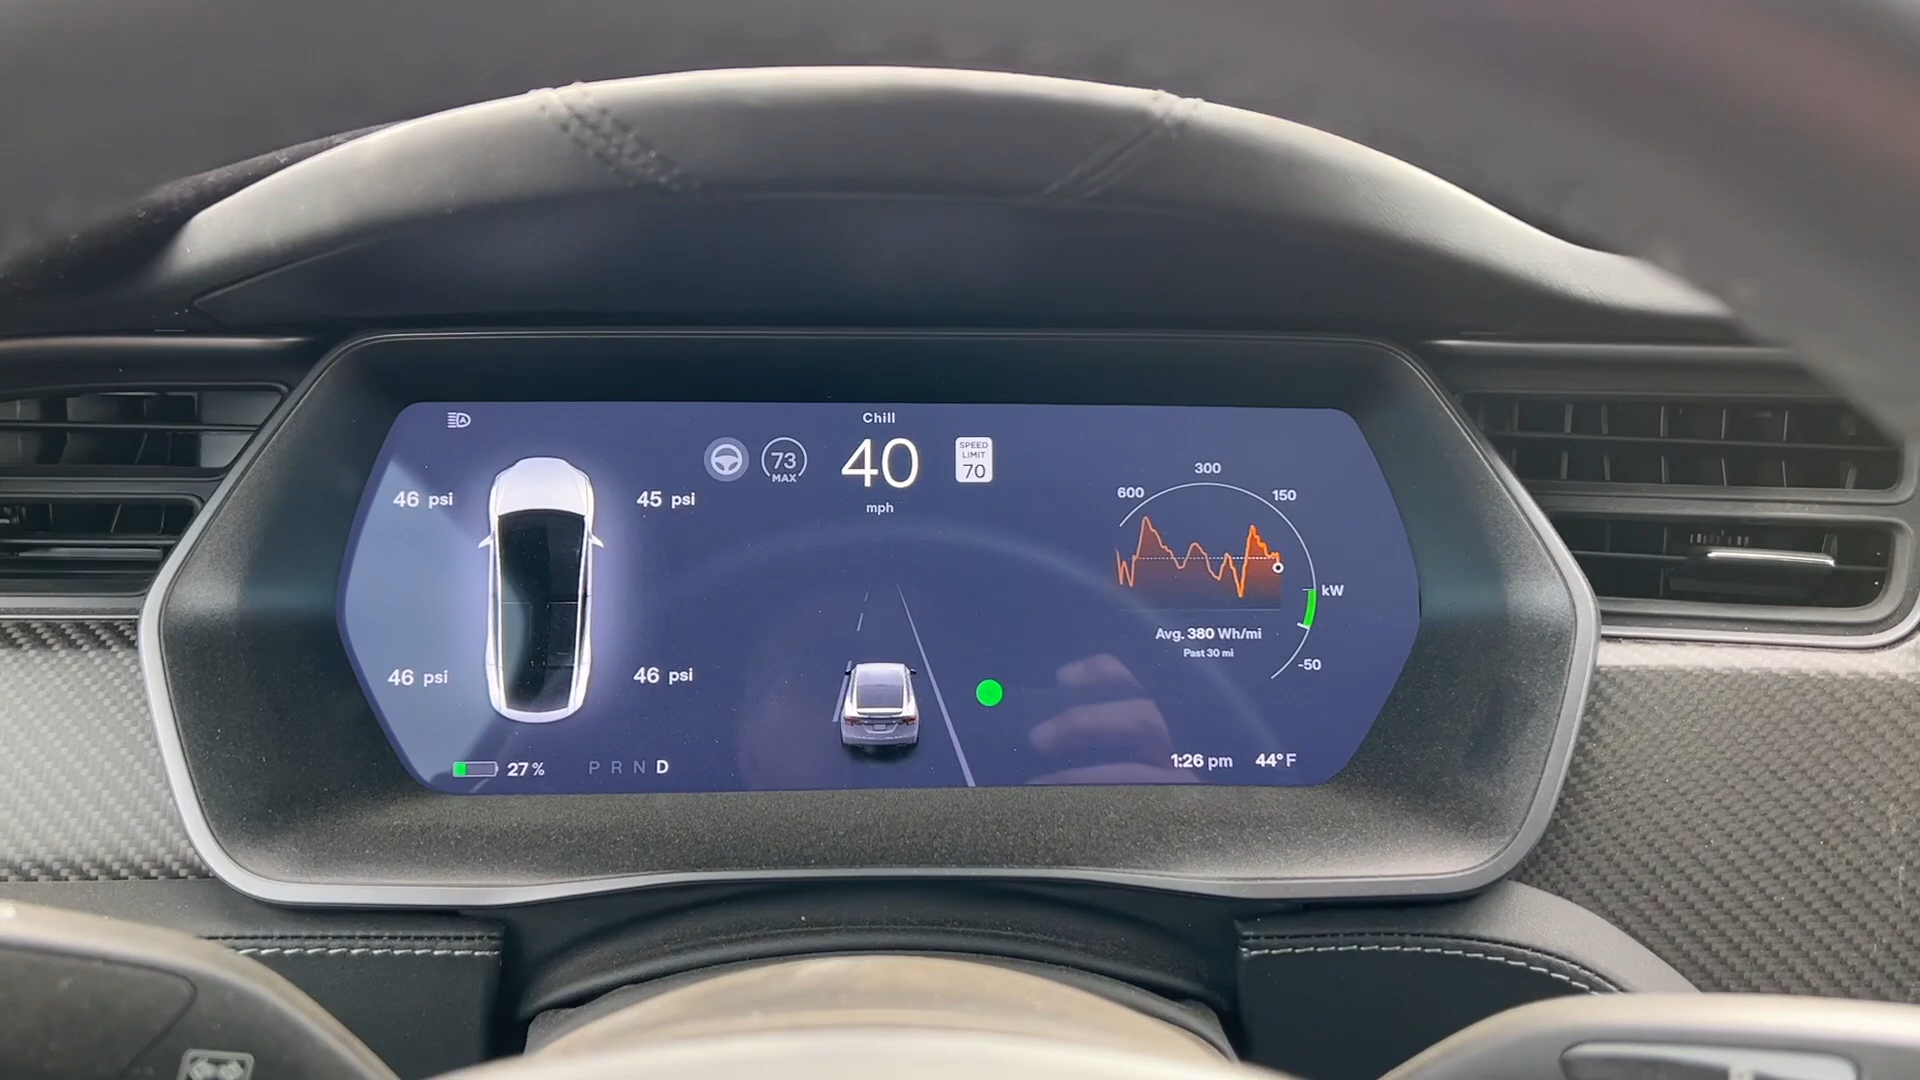 Chill
73
MAX
40
mph
SPEED
LIMIT
70
46 psi
45 psi
46 psi
46 psi
27 %
P R N D
600
300
150
kW
-50
Avg. 380 Wh/mi
Past 30 mi
1:26 pm
44°F